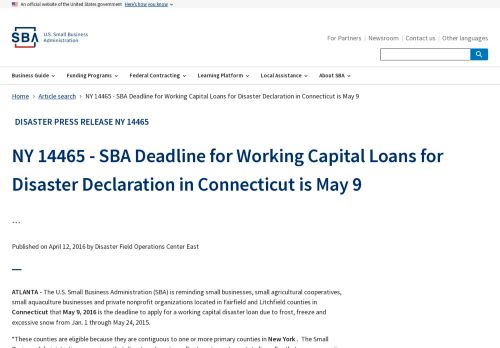 An official website of the United States government Here's how you know
SBA U.S. Small Business
Administration
For Partners Newsroom Contact us Other languages
Business Guide Funding Programs Federal Contracting Learning Platform Local Assistance About SBA
Home Article search NY 14465 - SBA Deadline for Working Capital Loans for Disaster Declaration in Connecticut is May 9
DISASTER PRESS RELEASE NY 14465
NY 14465 - SBA Deadline for Working Capital Loans for
Disaster Declaration in Connecticut is May 9
...
Published on April 12, 2016 by Disaster Field Operations Center East
ATLANTA - The U.S. Small Business Administration (SBA) is reminding small businesses, small agricultural cooperatives,
small aquaculture businesses and private nonprofit organizations located in Fairfield and Litchfield counties in
Connecticut that May 9, 2016 is the deadline to apply for a working capital disaster loan due to frost, freeze and
excessive snow from Jan. 1 through May 24, 2015.
"These counties are eligible because they are contiguous to one or more primary counties in New York . The Small